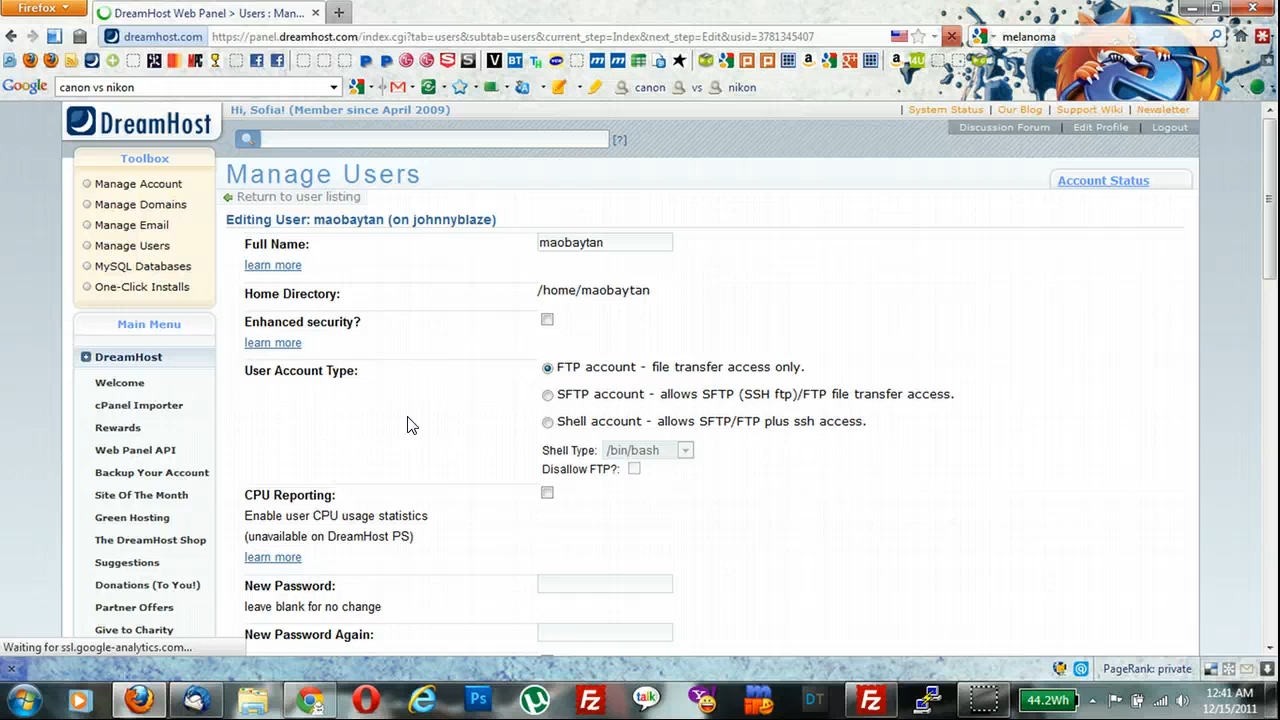 Firefox
DreamHost Web Panel > Users : Man...
dreamhost.com
https://panel.dreamhost.com/index.cgi?tab=users&subtab=users&current_step=Index&next_step=Edit&usid=3781345407
melanoma
Google
canon vs nikon
canon
vs
nikon
DreamHost
Hi, Sofia! (Member since April 2009)
| System Status | Our Blog | Support Wiki | Newsletter
[?]
Discussion Forum | Edit Profile | Logout
Toolbox
Manage Account
Manage Domains
Manage Email
Manage Users
MySQL Databases
One-Click Installs
Main Menu
DreamHost
Welcome
cPanel Importer
Rewards
Web Panel API
Backup Your Account
Site Of The Month
Green Hosting
The DreamHost Shop
Suggestions
Donations (To You!)
Partner Offers
Give to Charity
Manage Users
Account Status
Return to user listing
Editing User: maobaytan (on johnnyblaze)
Full Name:
maobaytan
learn more
Home Directory:
/home/maobaytan
Enhanced security?
learn more
User Account Type:
FTP account - file transfer access only.
SFTP account - allows SFTP (SSH ftp)/FTP file transfer access.
Shell account - allows SFTP/FTP plus ssh access.
Shell Type: /bin/bash
Disallow FTP?:
CPU Reporting:
Enable user CPU usage statistics
(unavailable on DreamHost PS)
learn more
New Password:
leave blank for no change
New Password Again:
Waiting for ssl.google-analytics.com...
PageRank: private
Ps
talk
DT
44.2Wh
12:41 AM
12/15/2011